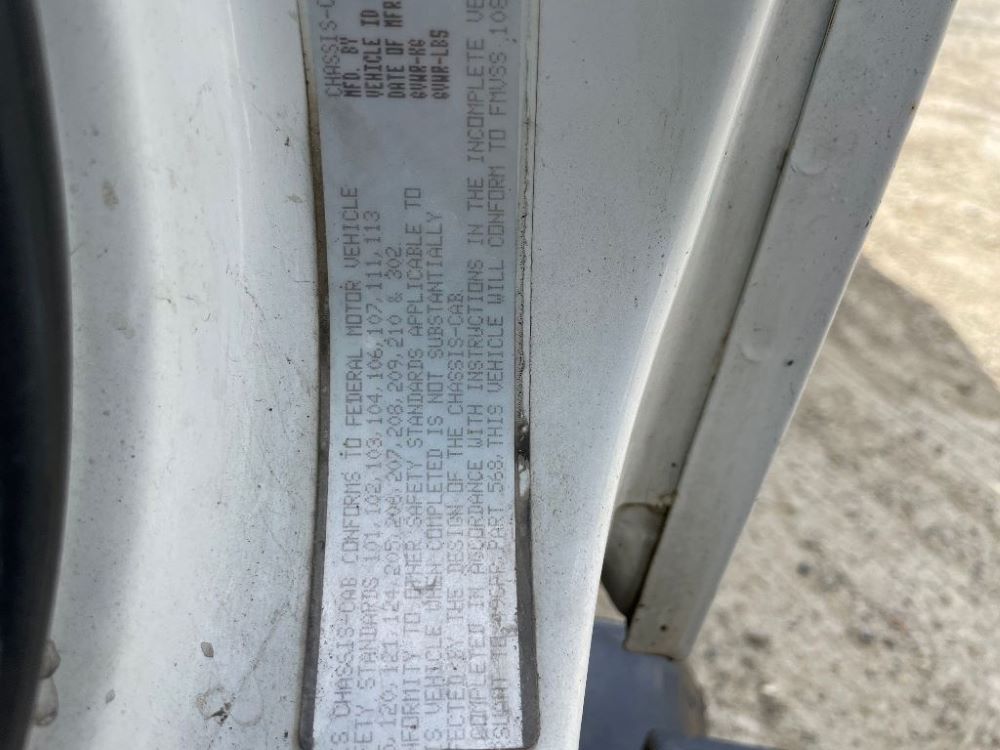 CHASSIS-C
MFD. BY
VEHICLE ID
DATE OF MFR
GVWR-KG
GVWR-LBS
S CHASSIS-CAB CONFORMS TO FEDERAL MOTOR VEHICLE
ETY STANDARDS 101,102,103,104,106,107,111,113
120,121,124,205,206,207,208,209,210 & 302
NFORMITY TO OTHER SAFETY STANDARDS APPLICABLE TO
S VEHICLE WHEN COMPLETED IS NOT SUBSTANTIALLY
FECTED BY THE DESIGN OF THE CHASSIS-CAB
COMPLETED IN ACCORDANCE WITH INSTRUCTIONS IN THE INCOMPLETE VE
SUANT TO 49CFR PART 568,THIS VEHICLE WILL CONFORM TO FMVSS 108